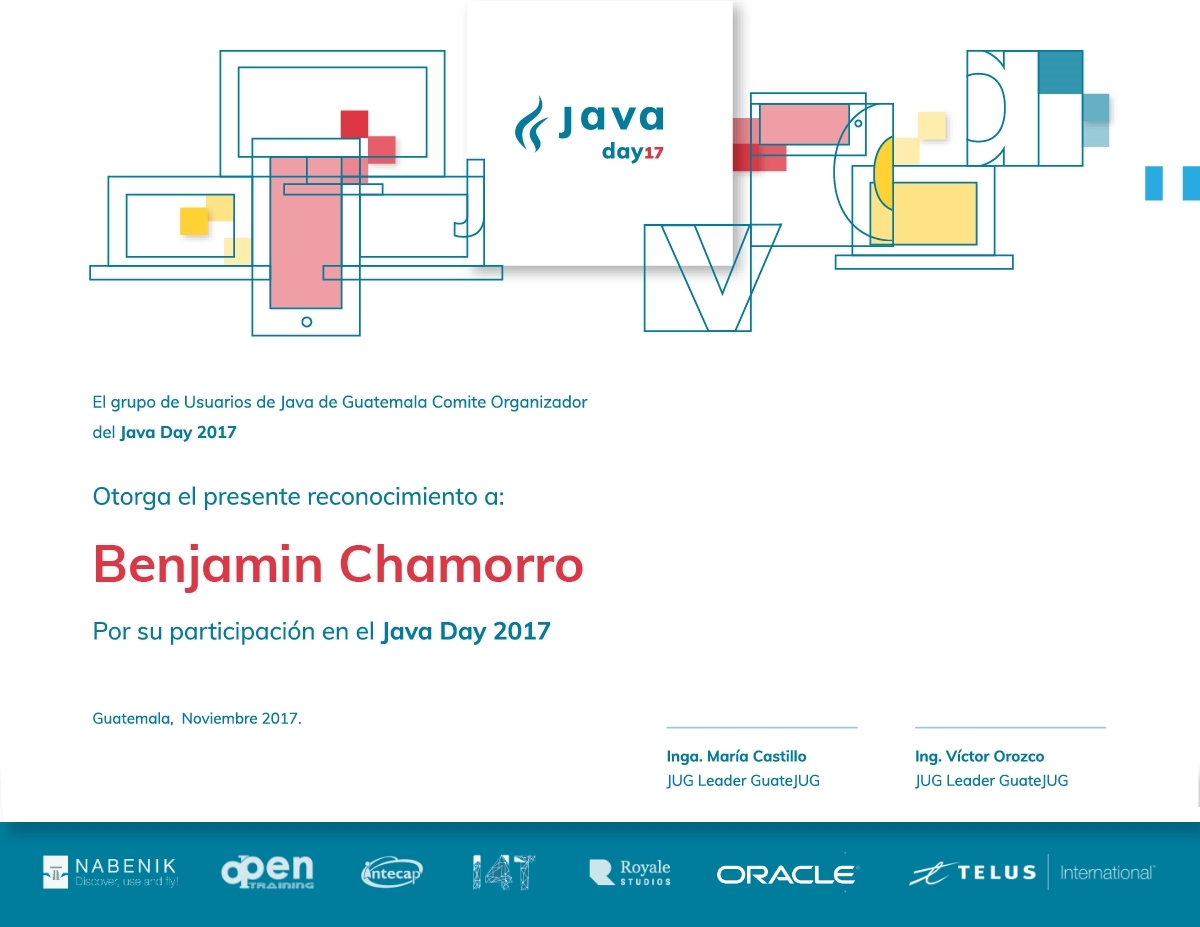 Java
day17
El grupo de Usuarios de Java de Guatemala Comite Organizador
del Java Day 2017
Otorga el presente reconocimiento a:
Benjamin Chamorro
Por su participación en el Java Day 2017
Guatemala, Noviembre 2017.
Inga. María Castillo
JUG Leader GuateJUG
Ing. Víctor Orozco
JUG Leader GuateJUG
NABENIK
Discover, use and fly!
open
TRAINING
intecap
I4T
Royale
STUDIOS
ORACLE
TELUS International